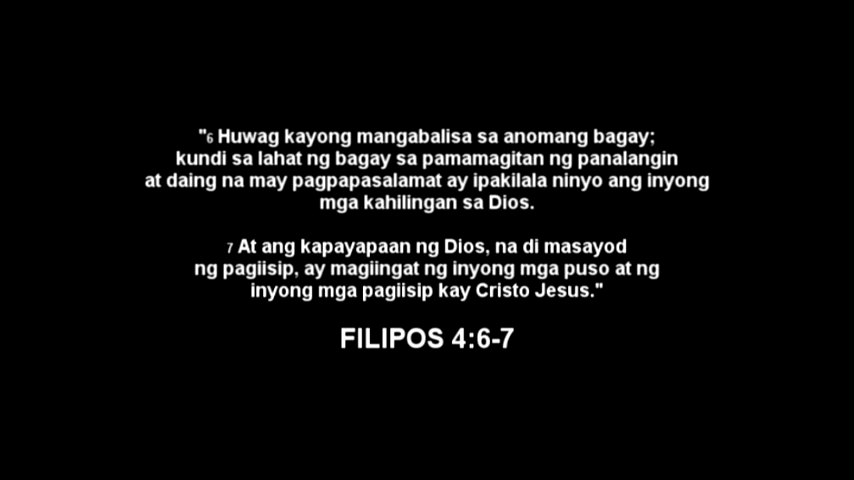 "6 Huwag kayong mangabalisa sa anomang bagay;
kundi sa lahat ng bagay sa pamamagitan ng panalangin
at daing na may pagpapasalamat ay ipakilala ninyo ang inyong
mga kahilingan sa Dios.
7 At ang kapayapaan ng Dios, na di masayod
ng pagiisip, ay magiingat ng inyong mga puso at ng
inyong mga pagiisip kay Cristo Jesus."
FILIPOS 4:6-7